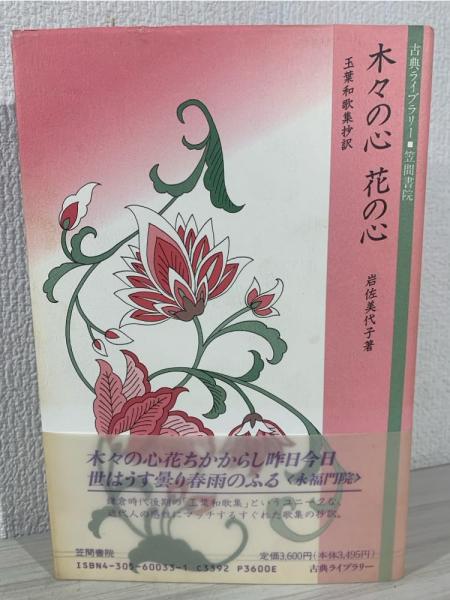 古典ライブラリー■笠間書院
木々の心 花の心
玉葉和歌集抄訳
岩佐美代子著
木々の心花ちかからし昨日今日
世はうす曇り春雨のふる〈永福門院〉
鎌倉時代後期の「玉葉和歌集」というユニークな、
近代人の感性にマッチするすぐれた歌集の抄訳。
笠間書院
定価3,600円(本体3,495円)
ISBN4-305-60033-1 C3392 P3600E
古典ライブラリー